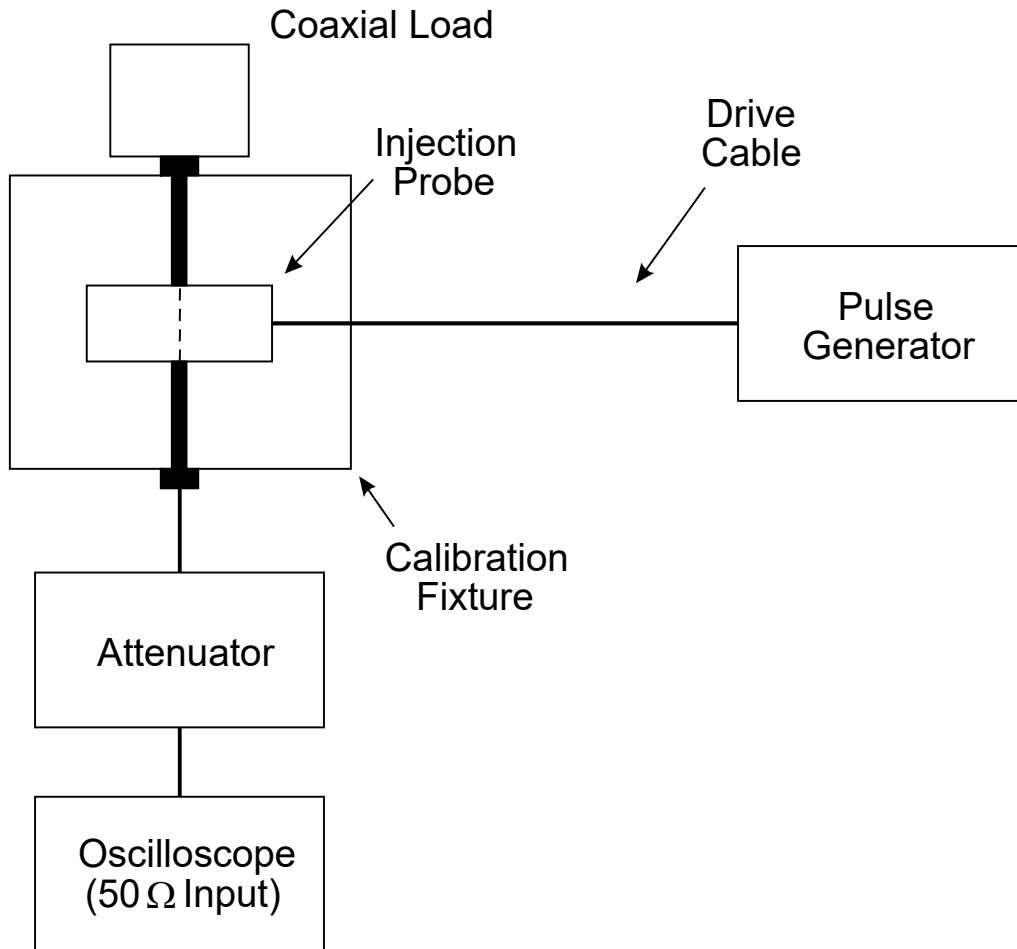 Coaxial Load
Injection
Probe
Drive
Cable
Pulse
Generator
Calibration
Fixture
Attenuator
Oscilloscope
(50 Ω Input)